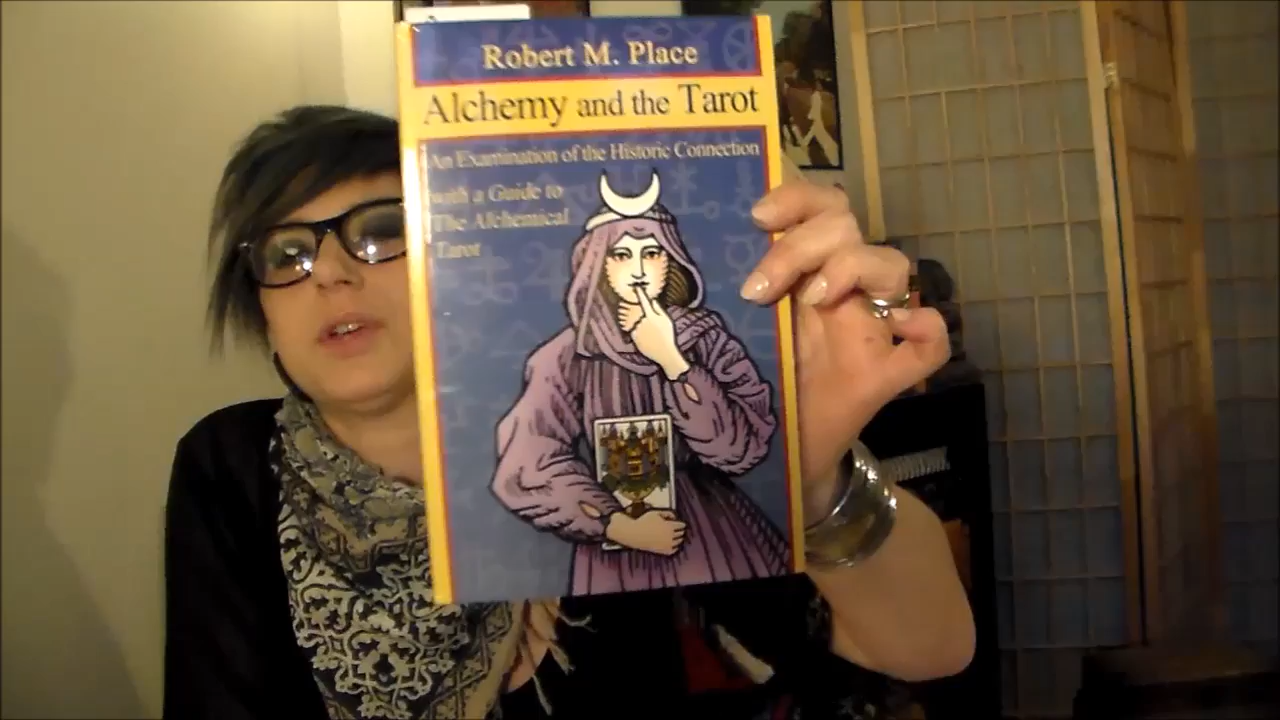 Robert M. Place
Alchemy and the Tarot
An Examination of the Historic Connection
with a Guide to
The Alchemical
Tarot